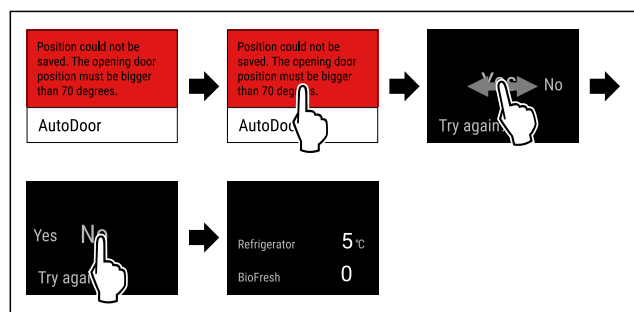 Position could not be
saved. The opening door
position must be bigger
than 70 degrees.
AutoDoor
Position could not be
saved. The opening door
position must be bigger
than 70 degrees.
Yes No
Try again
Yes No
Try
Refrigerator 5 °C
BioFresh 0